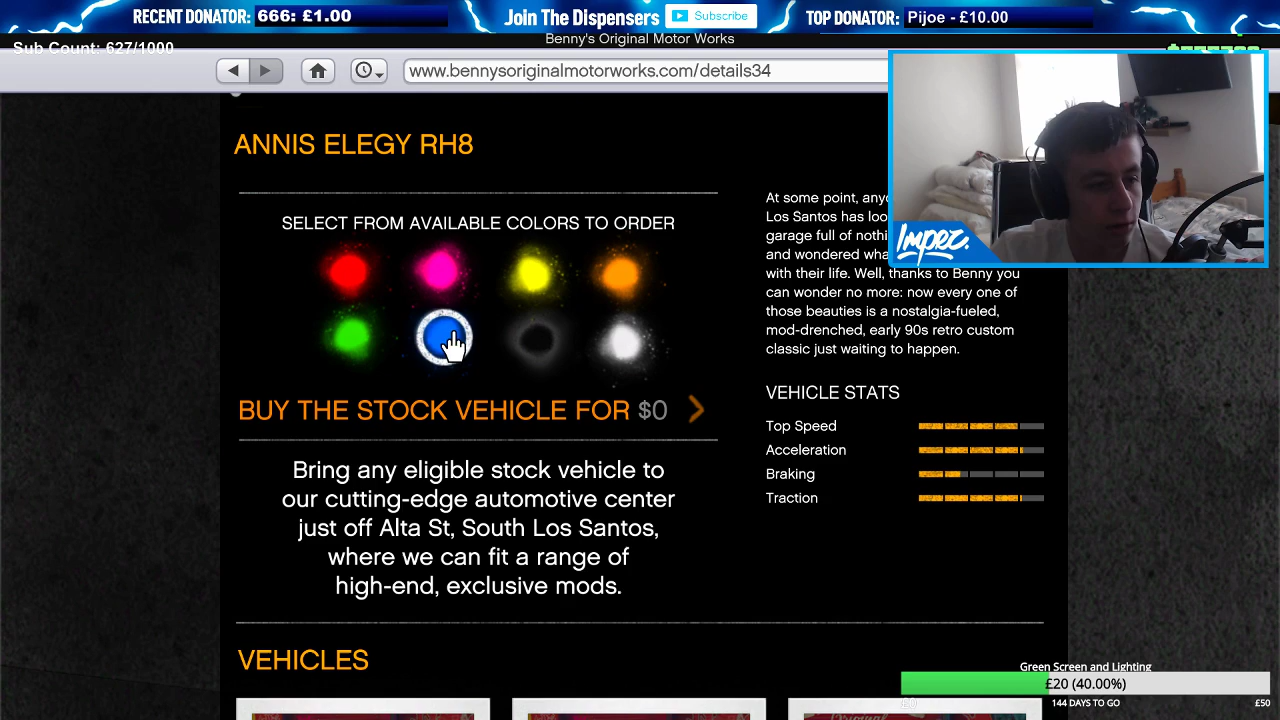 RECENT DONATOR: 666: £1.00
Join The Dispensers Subscribe
TOP DONATOR: Pijoe - £10.00
Benny's Original Motor Works
Sub Count: 627/1000
www.bennysoriginalmotorworks.com/details34
Impez.
ANNIS ELEGY RH8
SELECT FROM AVAILABLE COLORS TO ORDER
BUY THE STOCK VEHICLE FOR $0
Bring any eligible stock vehicle to
our cutting-edge automotive center
just off Alta St, South Los Santos,
where we can fit a range of
high-end, exclusive mods.
At some point,
Los Santos has
garage full of
and wondered
with their life. Well, thanks to Benny you
can wonder no more: now every one of
those beauties is a nostalgia-fueled,
mod-drenched, early 90s retro custom
classic just waiting to happen.
VEHICLE STATS
Top Speed
Acceleration
Braking
Traction
VEHICLES
Green Screen and Lighting
£20 (40.00%)
£0
144 DAYS TO GO
£50